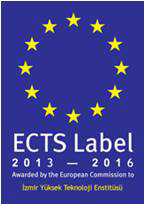 ECTS Label
2013 — 2016
Awarded by the European Commission to
İzmir Yüksek Teknoloji Enstitüsü